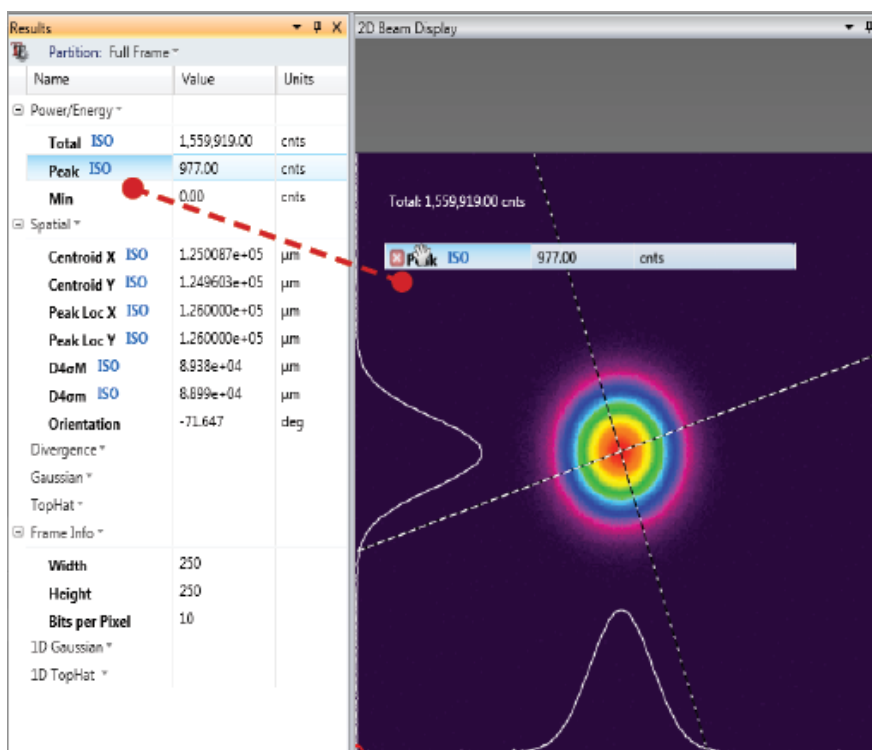 Results
Partition: Full Frame
Name Value Units
Power/Energy
Total ISO 1,559,919.00 cnts
Peak ISO 977.00 cnts
Min 0.00 cnts
Spatial
Centroid X ISO 1.250087e+05 µm
Centroid Y ISO 1.249603e+05 µm
Peak Loc X ISO 1.260000e+05 µm
Peak Loc Y ISO 1.260000e+05 µm
D4σM ISO 8.938e+04 µm
D4σm ISO 8.899e+04 µm
Orientation -71.647 deg
Divergence
Gaussian
TopHat
Frame Info
Width 250
Height 250
Bits per Pixel 10
1D Gaussian
1D TopHat
2D Beam Display
Total: 1,559,919.00 cnts
Peak ISO 977.00 cnts